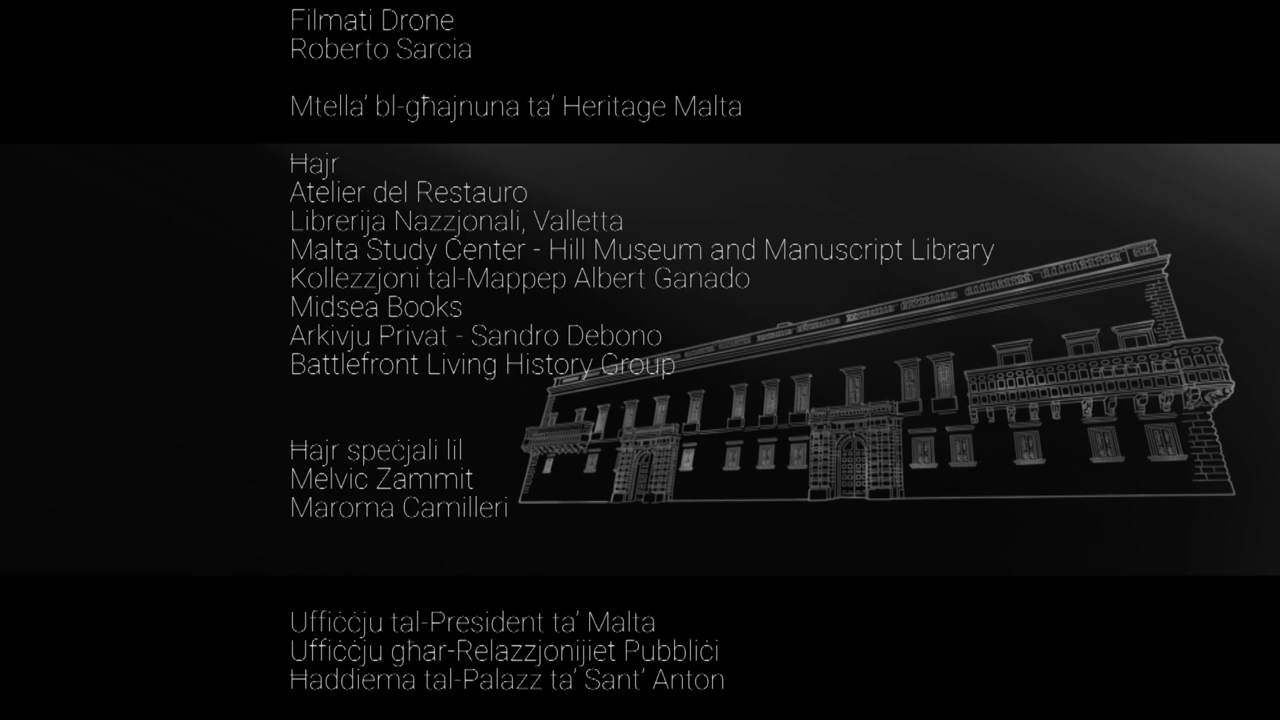 Filmati Drone
Roberto Sarcia
Mtella’ bl-għajnuna ta’ Heritage Malta
Ħajr
Atelier del Restauro
Librerija Nazzjonali, Valletta
Malta Study Center - Hill Museum and Manuscript Library
Kollezzjoni tal-Mappep Albert Ganado
Midsea Books
Arkivju Privat - Sandro Debono
Battlefront Living History Group
Ħajr speċjali lil
Melvic Zammit
Maroma Camilleri
Uffiċċju tal-President ta’ Malta
Uffiċċju għar-Relazzjonijiet Pubbliċi
Ħaddiema tal-Palazz ta’ Sant’ Anton